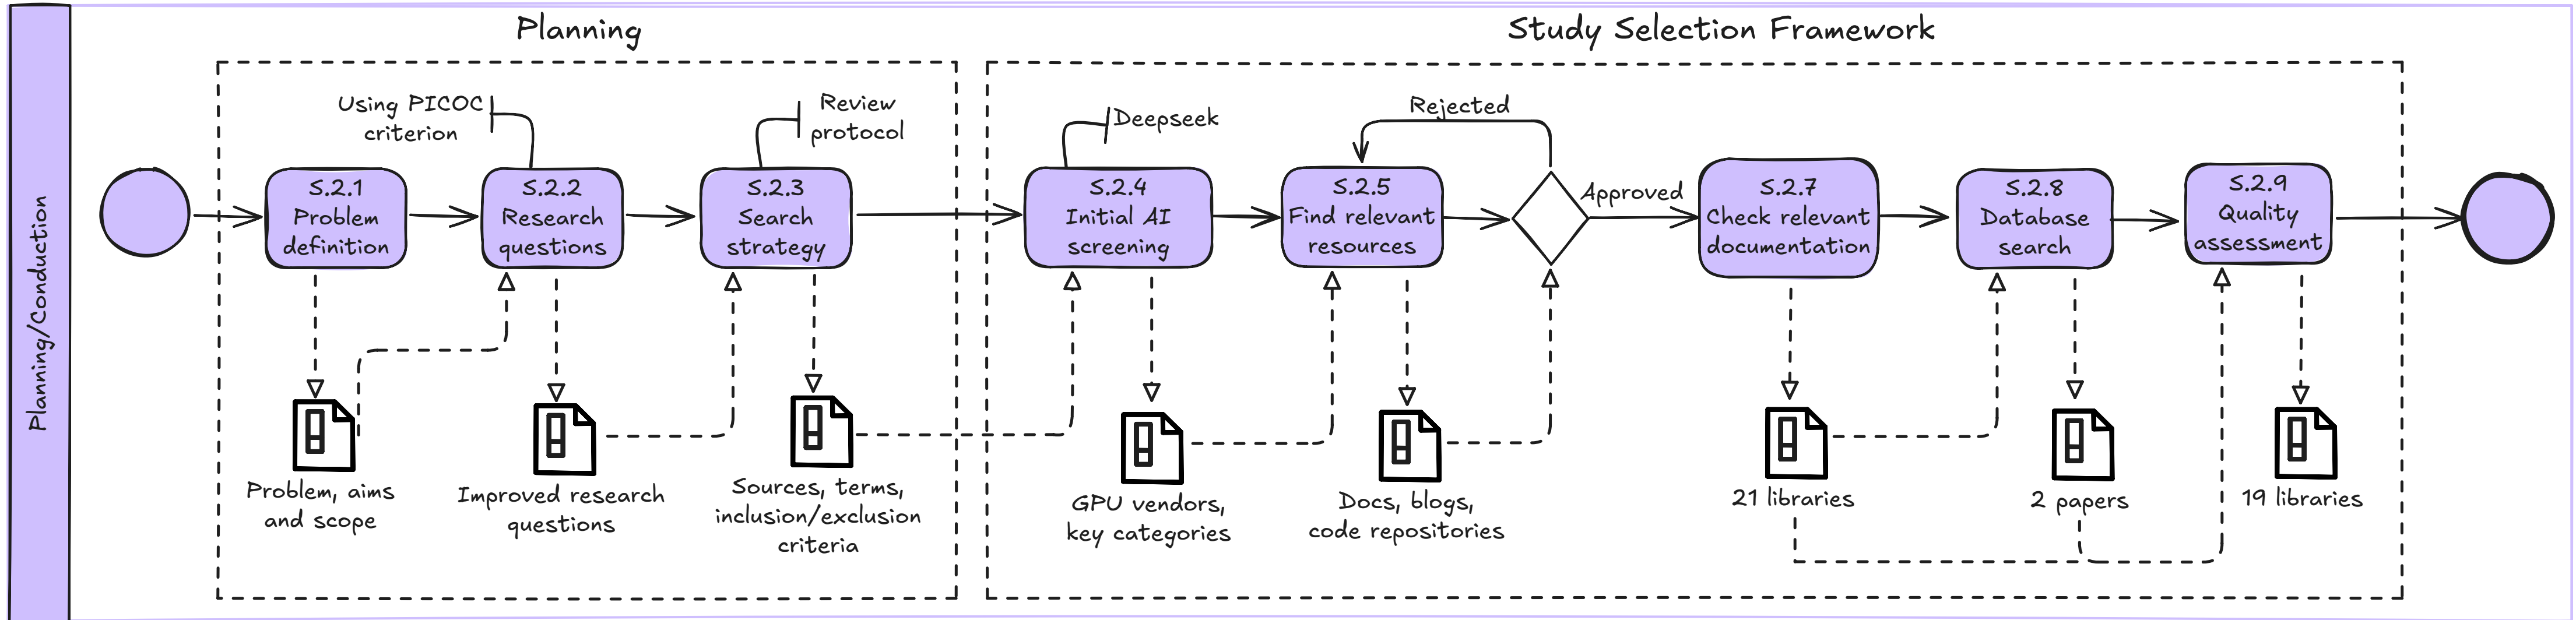 Planning/Conduction
Planning
Using PICOC
criterion
Review
protocol
S.2.1
Problem
definition
S.2.2
Research
questions
S.2.3
Search
strategy
Problem, aims
and scope
Improved research
questions
Sources, terms,
inclusion/exclusion
criteria
Study Selection Framework
Deepseek
Rejected
S.2.4
Initial AI
screening
S.2.5
Find relevant
resources
Approved
S.2.7
Check relevant
documentation
S.2.8
Database
search
S.2.9
Quality
assessment
GPU vendors,
key categories
Docs, blogs,
code repositories
21 libraries
2 papers
19 libraries